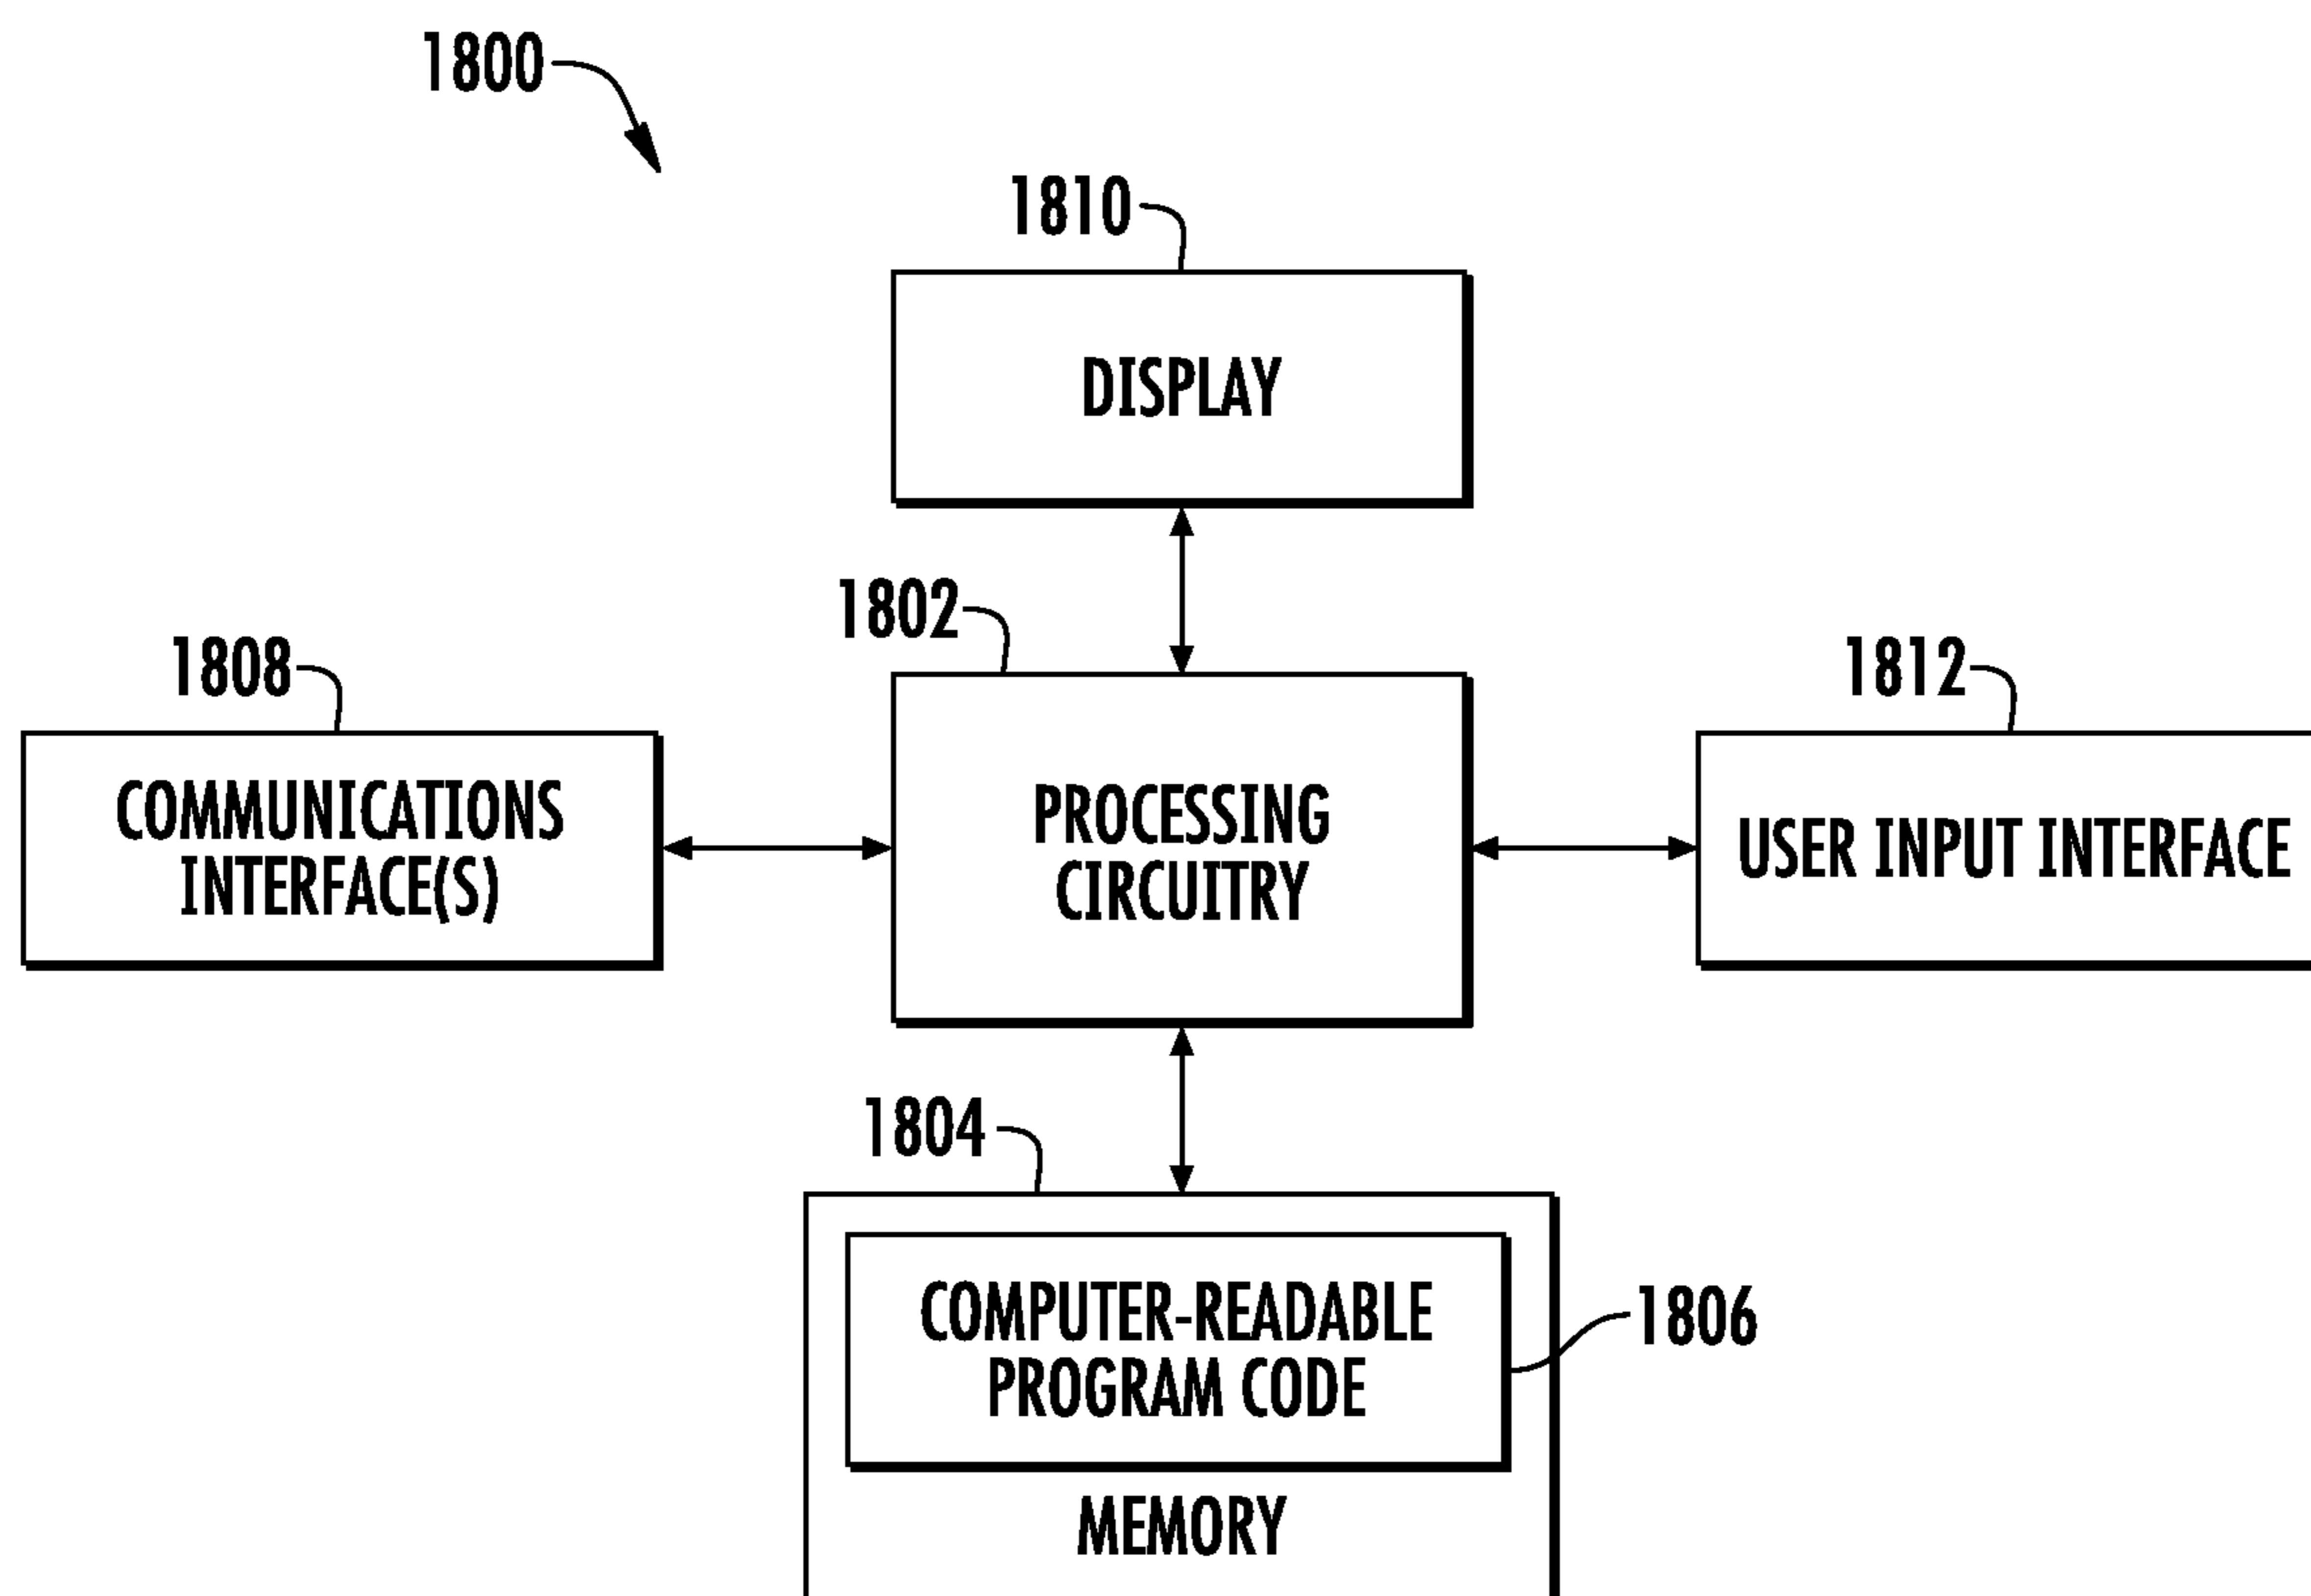 1800
1810
DISPLAY
1802
1808
1812
COMMUNICATIONS
INTERFACE(S)
PROCESSING
CIRCUITRY
USER INPUT INTERFACE
1804
COMPUTER-READABLE
PROGRAM CODE
1806
MEMORY